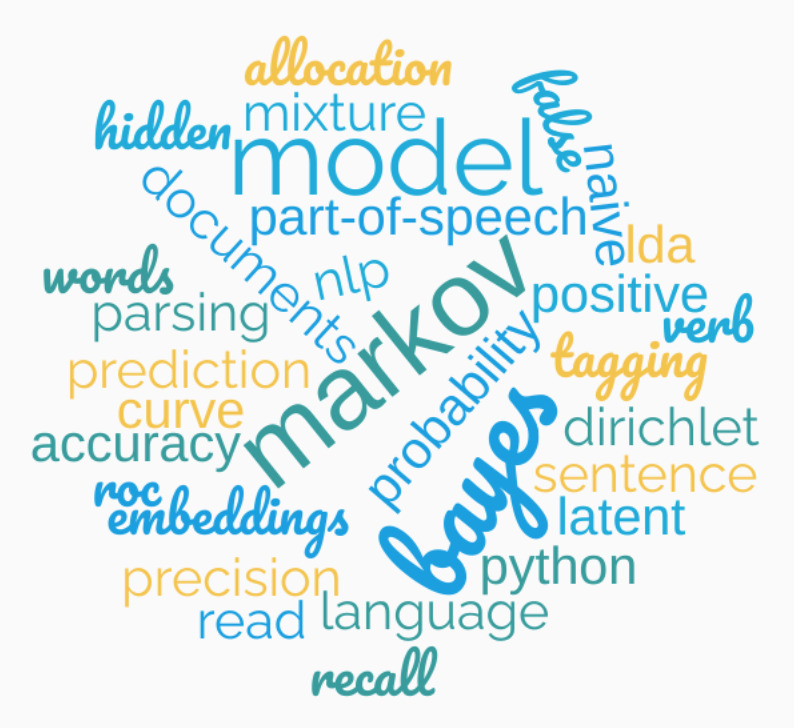 allocation
mixture
hidden
model
false
naive
documents
part-of-speech
lda
nlp
words
parsing
markov
positive
verb
prediction
probability
tagging
curve
accuracy
bayes
dirichlet
roc
sentence
embeddings
latent
precision
python
read
language
recall